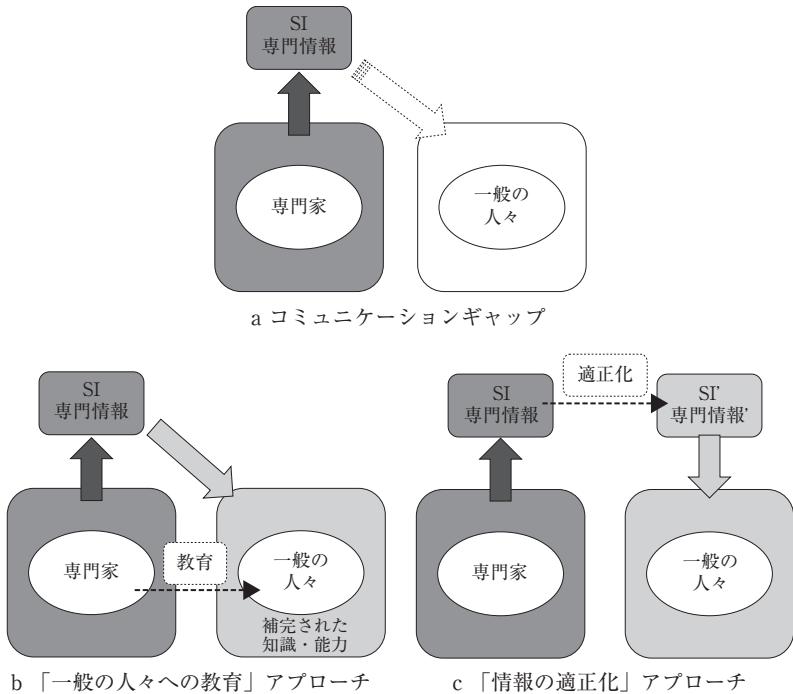 SI
専門情報
専門家
一般の
人々
a コミュニケーションギャップ
SI
専門情報
専門家
教育
一般の
人々
補完された
知識・能力
b 「一般の人々への教育」アプローチ
SI
専門情報
適正化
SI’
専門情報’
専門家
一般の
人々
c 「情報の適正化」アプローチ